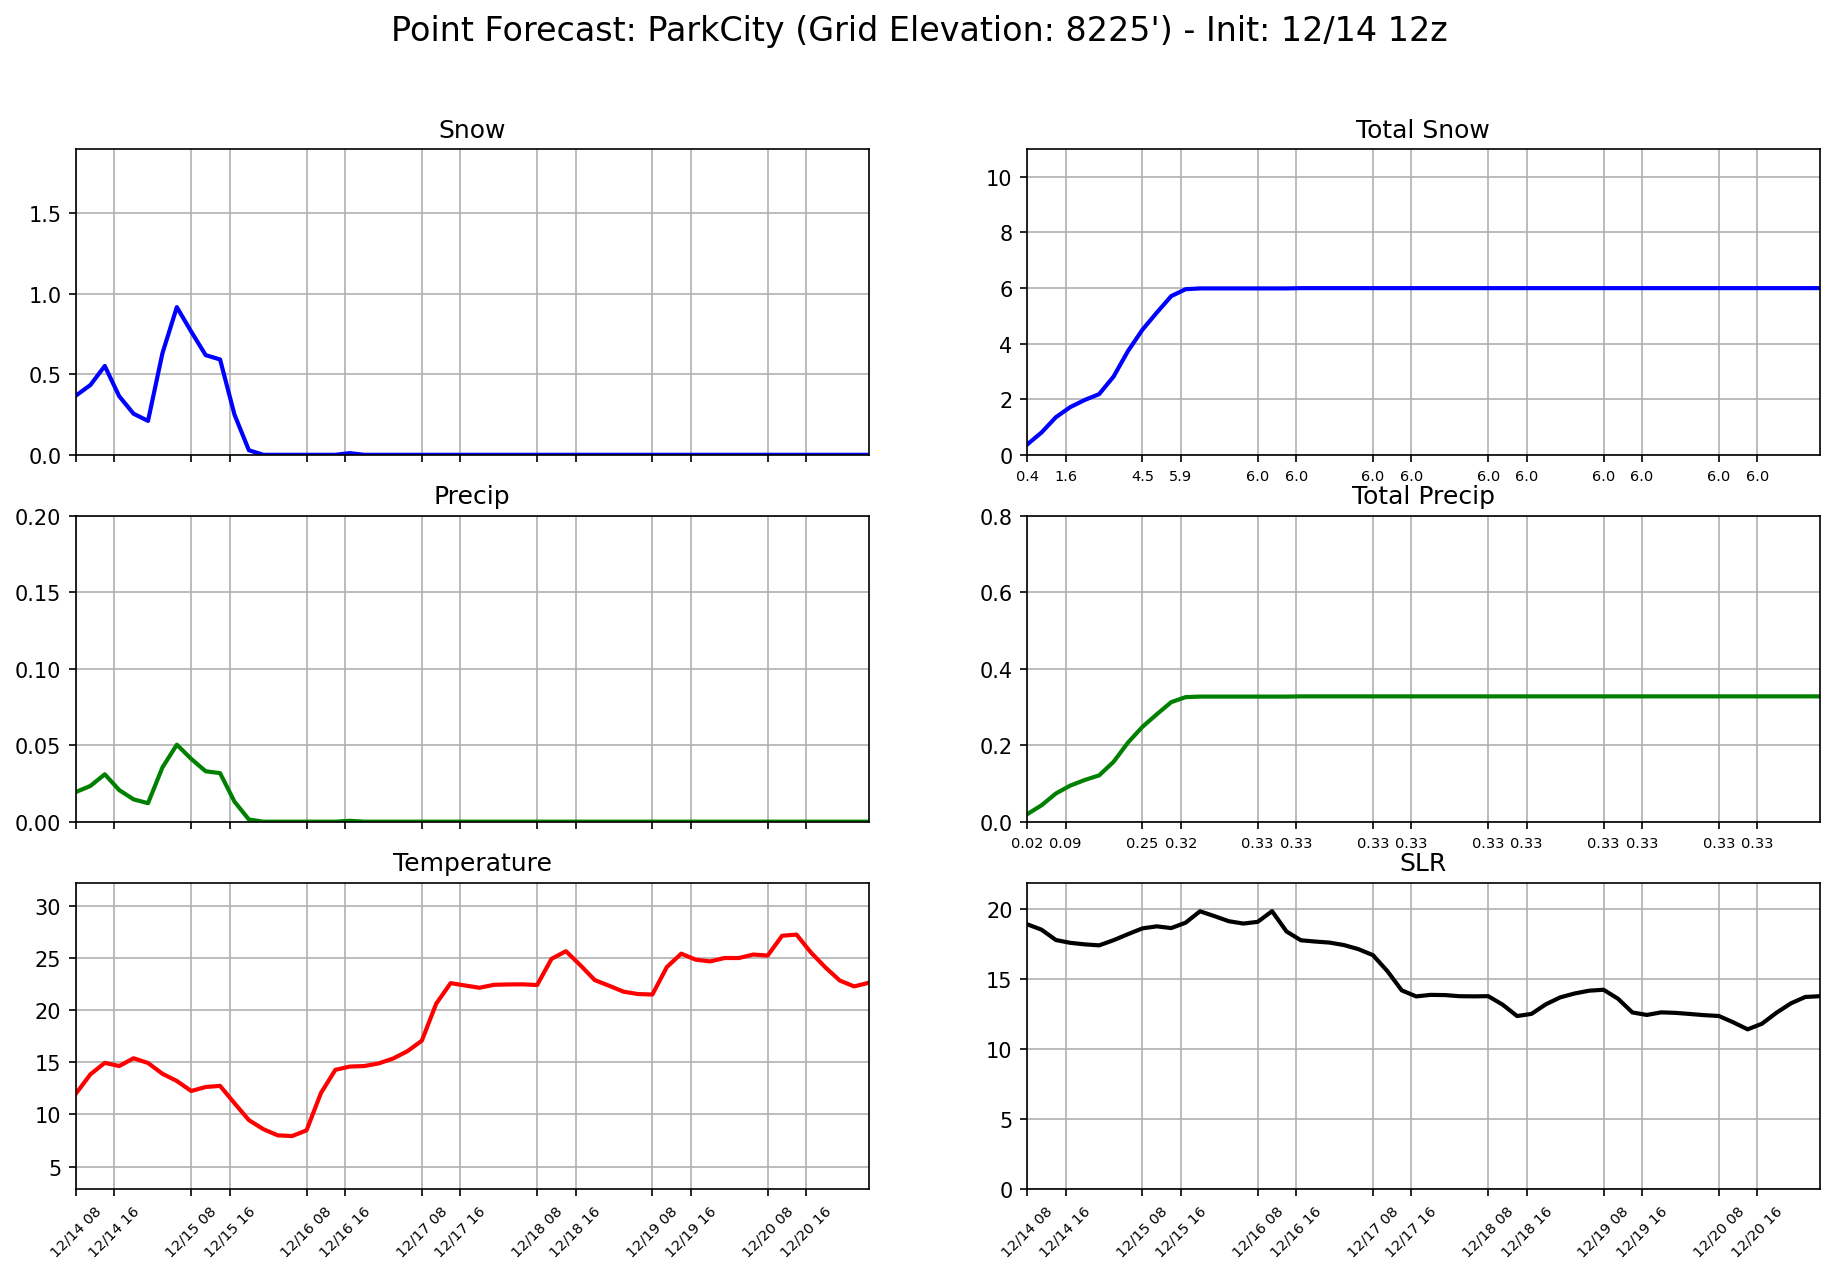 Point Forecast: ParkCity (Grid Elevation: 8225') - Init: 12/14 12z
Snow
1.5
1.0
0.5
0.0
Total Snow
10
8
6
4
2
0
0.4 1.6 4.5 5.9 6.0 6.0 6.0 6.0 6.0 6.0 6.0 6.0 6.0 6.0
Precip
0.20
0.15
0.10
0.05
0.00
Total Precip
0.8
0.6
0.4
0.2
0.0
0.02 0.09 0.25 0.32 0.33 0.33 0.33 0.33 0.33 0.33 0.33 0.33 0.33 0.33
Temperature
30
25
20
15
10
5
12/14 08 12/14 16 12/15 08 12/15 16 12/16 08 12/16 16 12/17 08 12/17 16 12/18 08 12/18 16 12/19 08 12/19 16 12/20 08 12/20 16
SLR
20
15
10
5
0
12/14 08 12/14 16 12/15 08 12/15 16 12/16 08 12/16 16 12/17 08 12/17 16 12/18 08 12/18 16 12/19 08 12/19 16 12/20 08 12/20 16